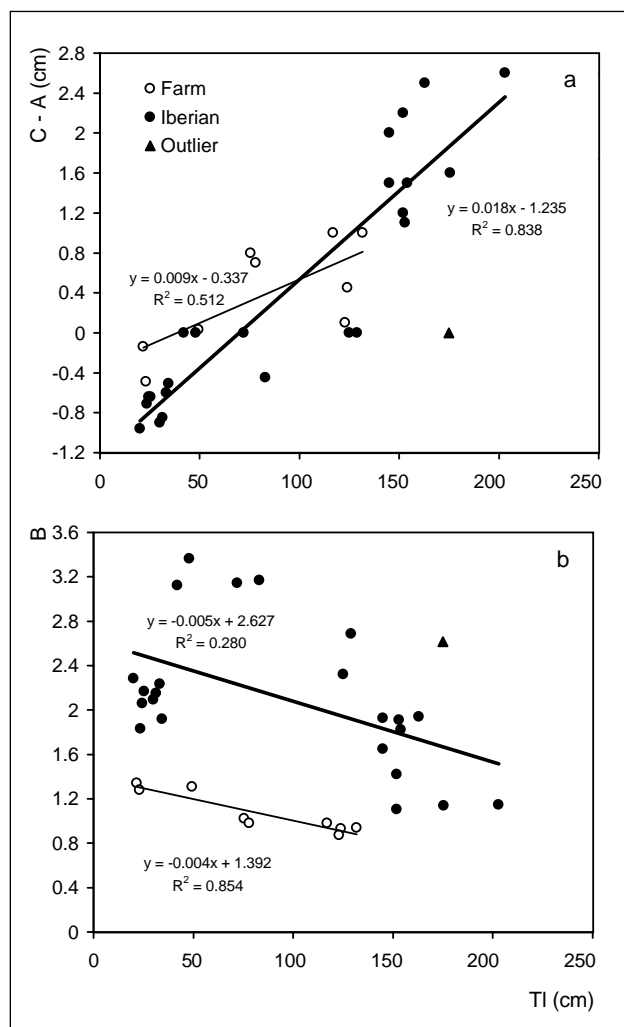 C - A (cm)
2.8
2.4
2
1.6
1.2
0.8
0.4
0
-0.4
-0.8
-1.2
a
Farm
Iberian
Outlier
y = 0.018x - 1.235
R² = 0.838
y = 0.009x - 0.337
R² = 0.512
0 50 100 150 200 250
B
3.6
3.2
2.8
2.4
2
1.6
1.2
0.8
0.4
0
b
y = -0.005x + 2.627
R² = 0.280
y = -0.004x + 1.392
R² = 0.854
0 50 100 150 200 250
Tl (cm)